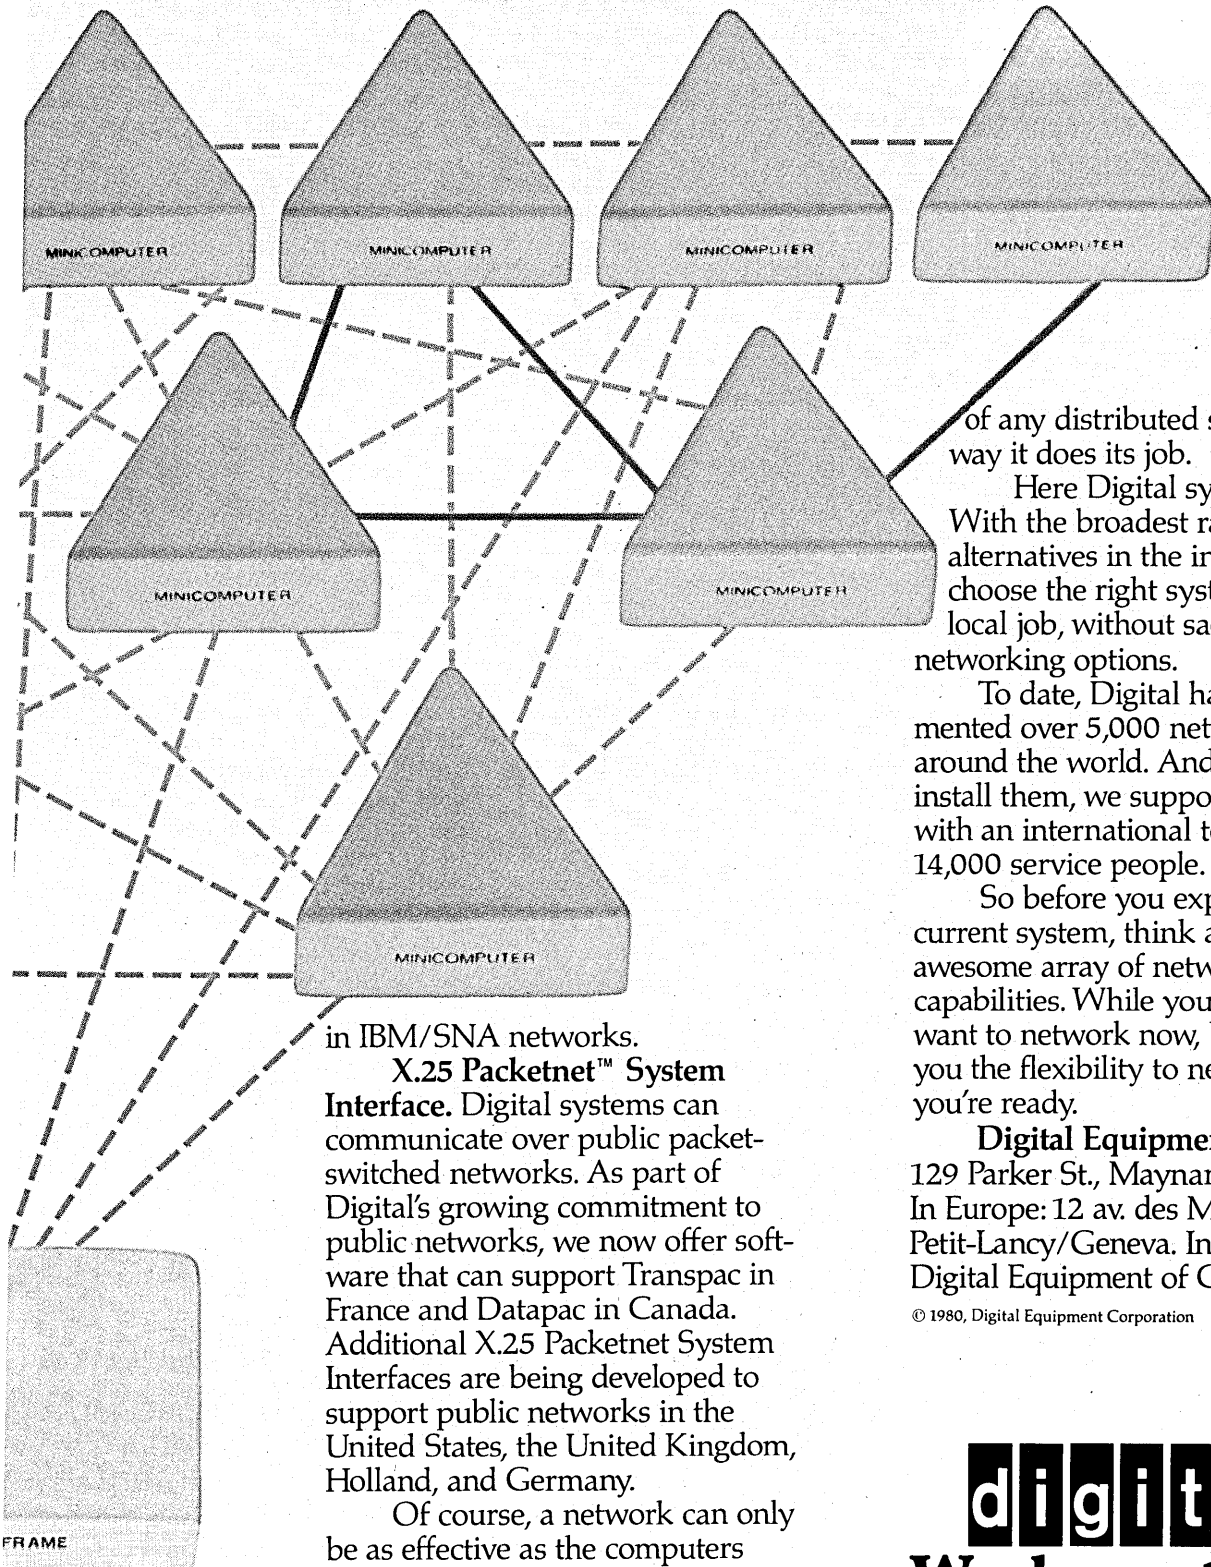 MINICOMPUTER
MINICOMPUTER
MINICOMPUTER
MINICOMPUTER
MINICOMPUTER
MINICOMPUTER
MINICOMPUTER
FRAME
in IBM/SNA networks.
X.25 Packetnet™ System
Interface. Digital systems can
communicate over public packet-
switched networks. As part of
Digital's growing commitment to
public networks, we now offer soft-
ware that can support Transpac in
France and Datapac in Canada.
Additional X.25 Packetnet System
Interfaces are being developed to
support public networks in the
United States, the United Kingdom,
Holland, and Germany.
Of course, a network can only
be as effective as the computers
of any distributed s
way it does its job.
Here Digital sy
With the broadest ra
alternatives in the in
choose the right syst
local job, without sa
networking options.
To date, Digital ha
mented over 5,000 net
around the world. And
install them, we suppo
with an international te
14,000 service people.
So before you exp
current system, think a
awesome array of netw
capabilities. While you
want to network now,
you the flexibility to ne
you're ready.
Digital Equipme
129 Parker St., Maynar
In Europe: 12 av. des M
Petit-Lancy/Geneva. In
Digital Equipment of C
© 1980, Digital Equipment Corporation
digit